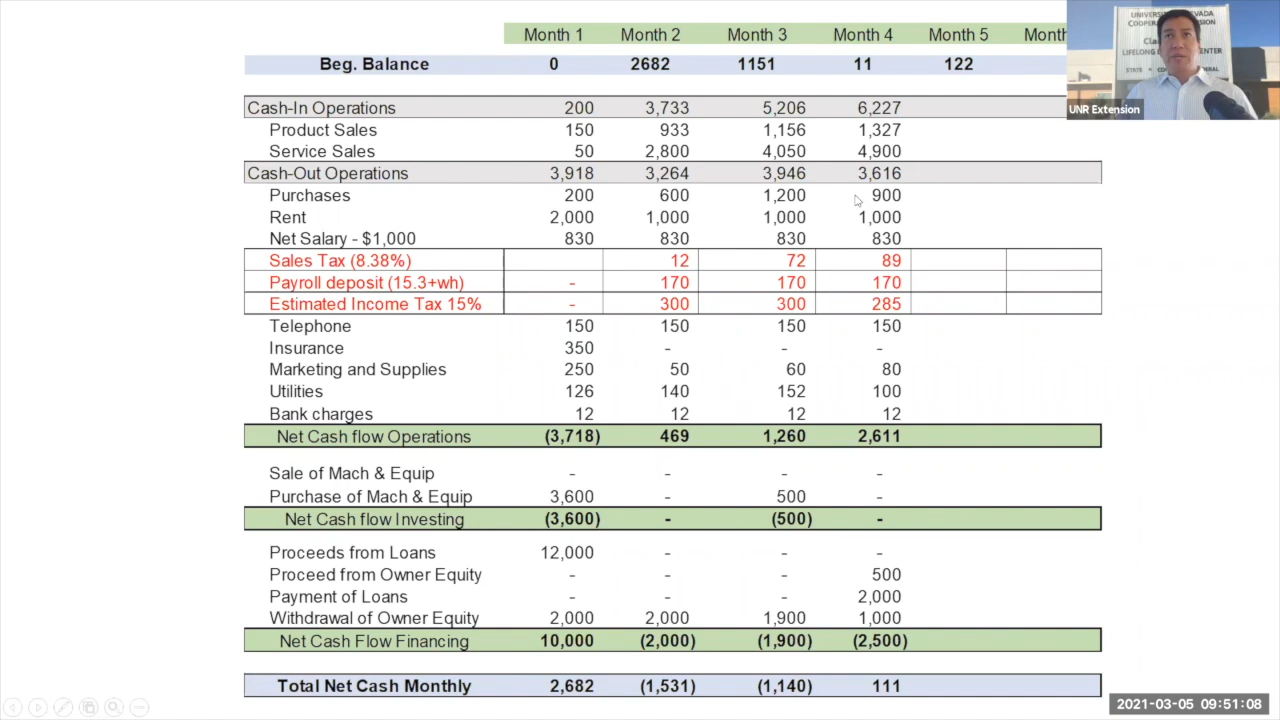 Month 1 Month 2 Month 3 Month 4 Month 5 Month
Beg. Balance 0 2682 1151 11 122
Cash-In Operations 200 3,733 5,206 6,227
Product Sales 150 933 1,156 1,327
Service Sales 50 2,800 4,050 4,900
Cash-Out Operations 3,918 3,264 3,946 3,616
Purchases 200 600 1,200 900
Rent 2,000 1,000 1,000 1,000
Net Salary - $1,000 830 830 830 830
Sales Tax (8.38%) 12 72 89
Payroll deposit (15.3+wh) - 170 170 170
Estimated Income Tax 15% - 300 300 285
Telephone 150 150 150 150
Insurance 350 - - -
Marketing and Supplies 250 50 60 80
Utilities 126 140 152 100
Bank charges 12 12 12 12
Net Cash flow Operations (3,718) 469 1,260 2,611
Sale of Mach & Equip - - - -
Purchase of Mach & Equip 3,600 - 500 -
Net Cash flow Investing (3,600) - (500) -
Proceeds from Loans 12,000 - - -
Proceed from Owner Equity - - - 500
Payment of Loans - - - 2,000
Withdrawal of Owner Equity 2,000 2,000 1,900 1,000
Net Cash Flow Financing 10,000 (2,000) (1,900) (2,500)
Total Net Cash Monthly 2,682 (1,531) (1,140) 111
UNR Extension
2021-03-05 09:51:08